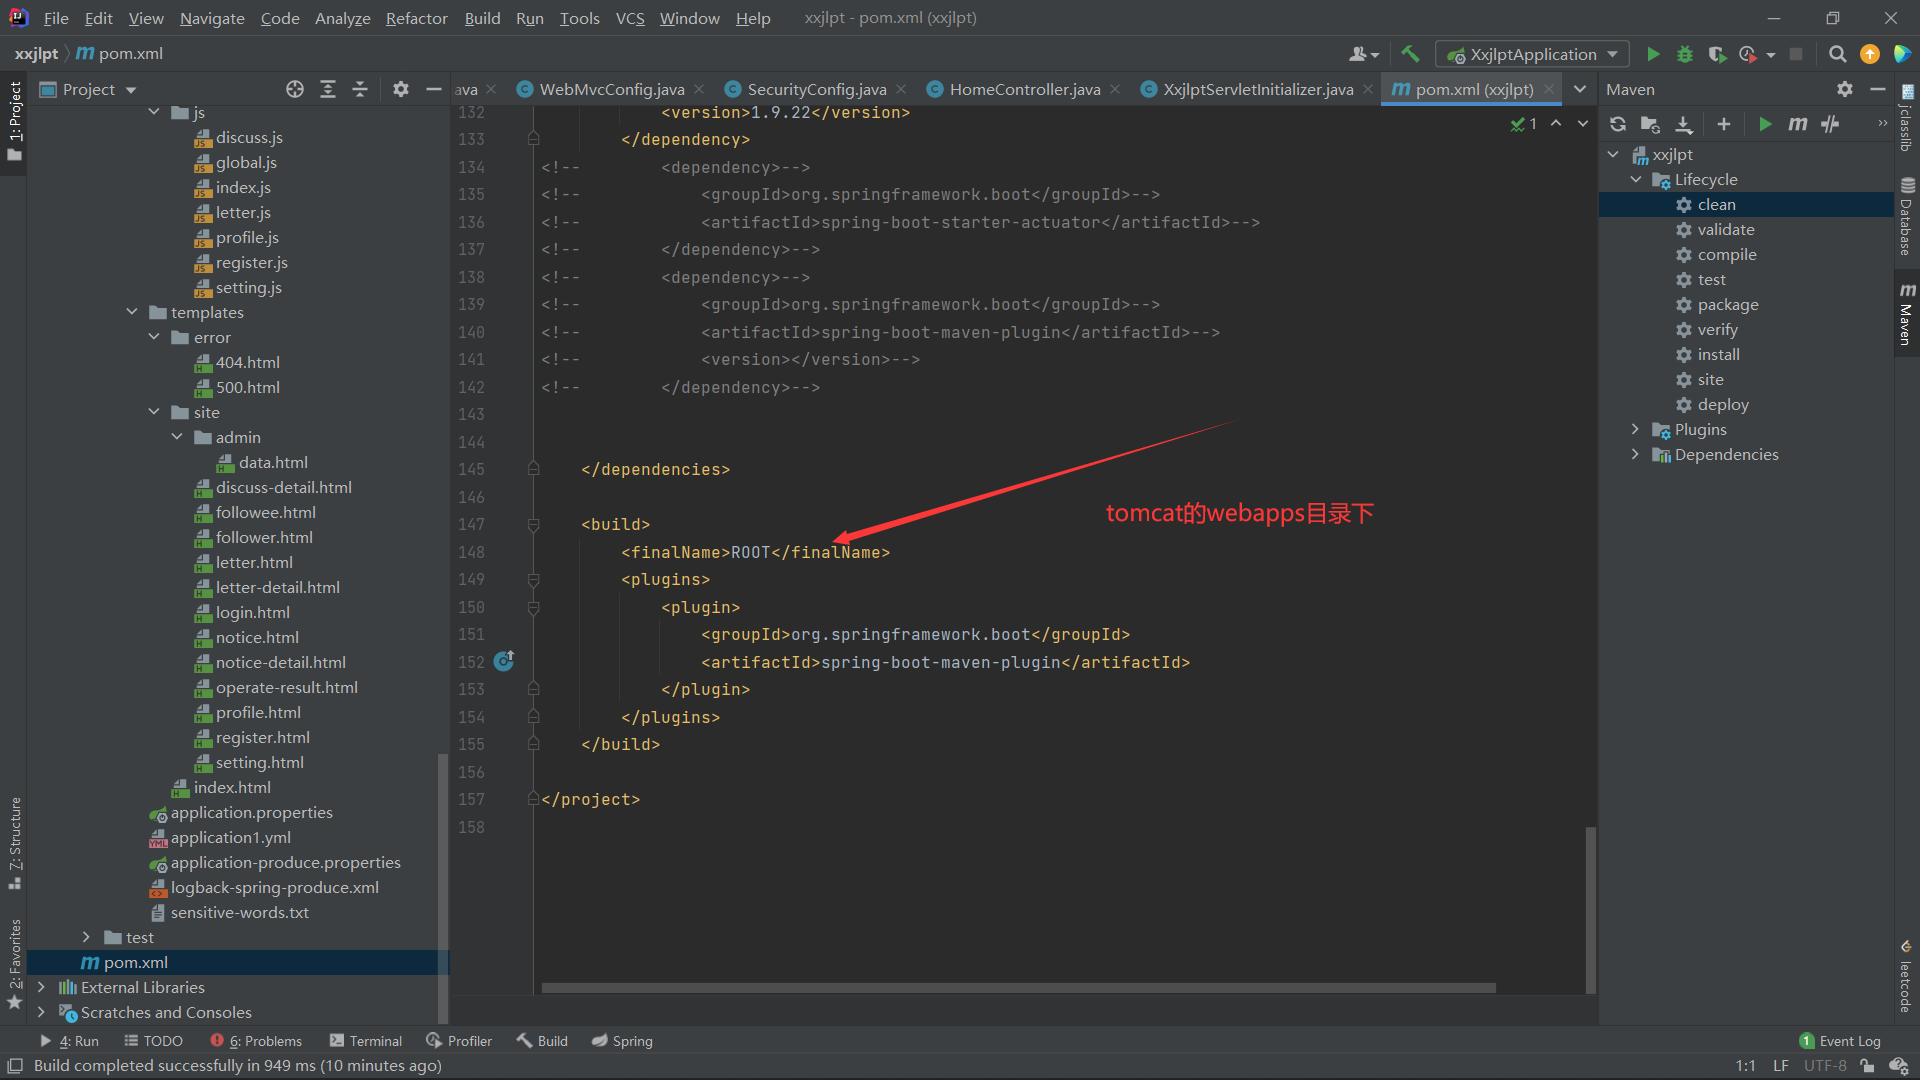 File Edit View Navigate Code Analyze Refactor Build Run Tools VCS Window Help xxjlpt - pom.xml (xxjlpt)
xxjlpt pom.xml XxjlptApplication
Project
ava WebMvcConfig.java SecurityConfig.java HomeController.java XxjlptServletInitializer.java pom.xml (xxjlpt)
Maven
1: Project
Z: Structure
2: Favorites
js
discuss.js
global.js
index.js
letter.js
profile.js
register.js
setting.js
templates
error
404.html
500.html
site
admin
data.html
discuss-detail.html
followee.html
follower.html
letter.html
letter-detail.html
login.html
notice.html
notice-detail.html
operate-result.html
profile.html
register.html
setting.html
index.html
application.properties
application1.yml
application-produce.properties
logback-spring-produce.xml
sensitive-words.txt
test
pom.xml
External Libraries
Scratches and Consoles
1
132 <version>1.9.22</version>
133 </dependency>
134 <!-- <dependency>-->
135 <!-- <groupId>org.springframework.boot</groupId>-->
136 <!-- <artifactId>spring-boot-starter-actuator</artifactId>-->
137 <!-- </dependency>-->
138 <!-- <dependency>-->
139 <!-- <groupId>org.springframework.boot</groupId>-->
140 <!-- <artifactId>spring-boot-maven-plugin</artifactId>-->
141 <!-- <version></version>-->
142 <!-- </dependency>-->
143
144
145 </dependencies>
146
tomcat的webapps目录下
147 <build>
148 <finalName>ROOT</finalName>
149 <plugins>
150 <plugin>
151 <groupId>org.springframework.boot</groupId>
152 <artifactId>spring-boot-maven-plugin</artifactId>
153 </plugin>
154 </plugins>
155 </build>
156
157 </project>
158
xxjlpt
Lifecycle
clean
validate
compile
test
package
verify
install
site
deploy
Plugins
Dependencies
jclasslib
Database
Maven
leetcode
4: Run TODO 6: Problems Terminal Profiler Build Spring 1 Event Log
Build completed successfully in 949 ms (10 minutes ago) 1:1 LF UTF-8